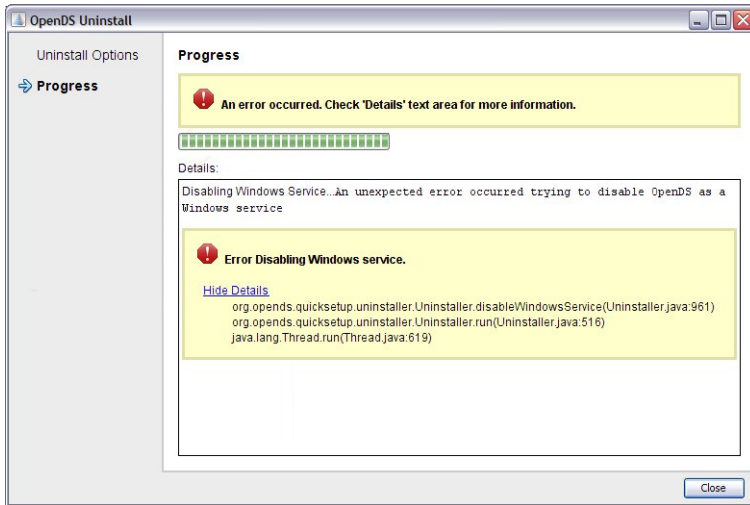 OpenDS Uninstall
Uninstall Options
Progress
Progress
An error occurred. Check 'Details' text area for more information.
Details:
Disabling Windows Service...An unexpected error occurred trying to disable OpenDS as a
Windows service
Error Disabling Windows service.
Hide Details
org.opends.quicksetup.uninstaller.Uninstaller.disableWindowsService(Uninstaller.java:961)
org.opends.quicksetup.uninstaller.Uninstaller.run(Uninstaller.java:516)
java.lang.Thread.run(Thread.java:619)
Close